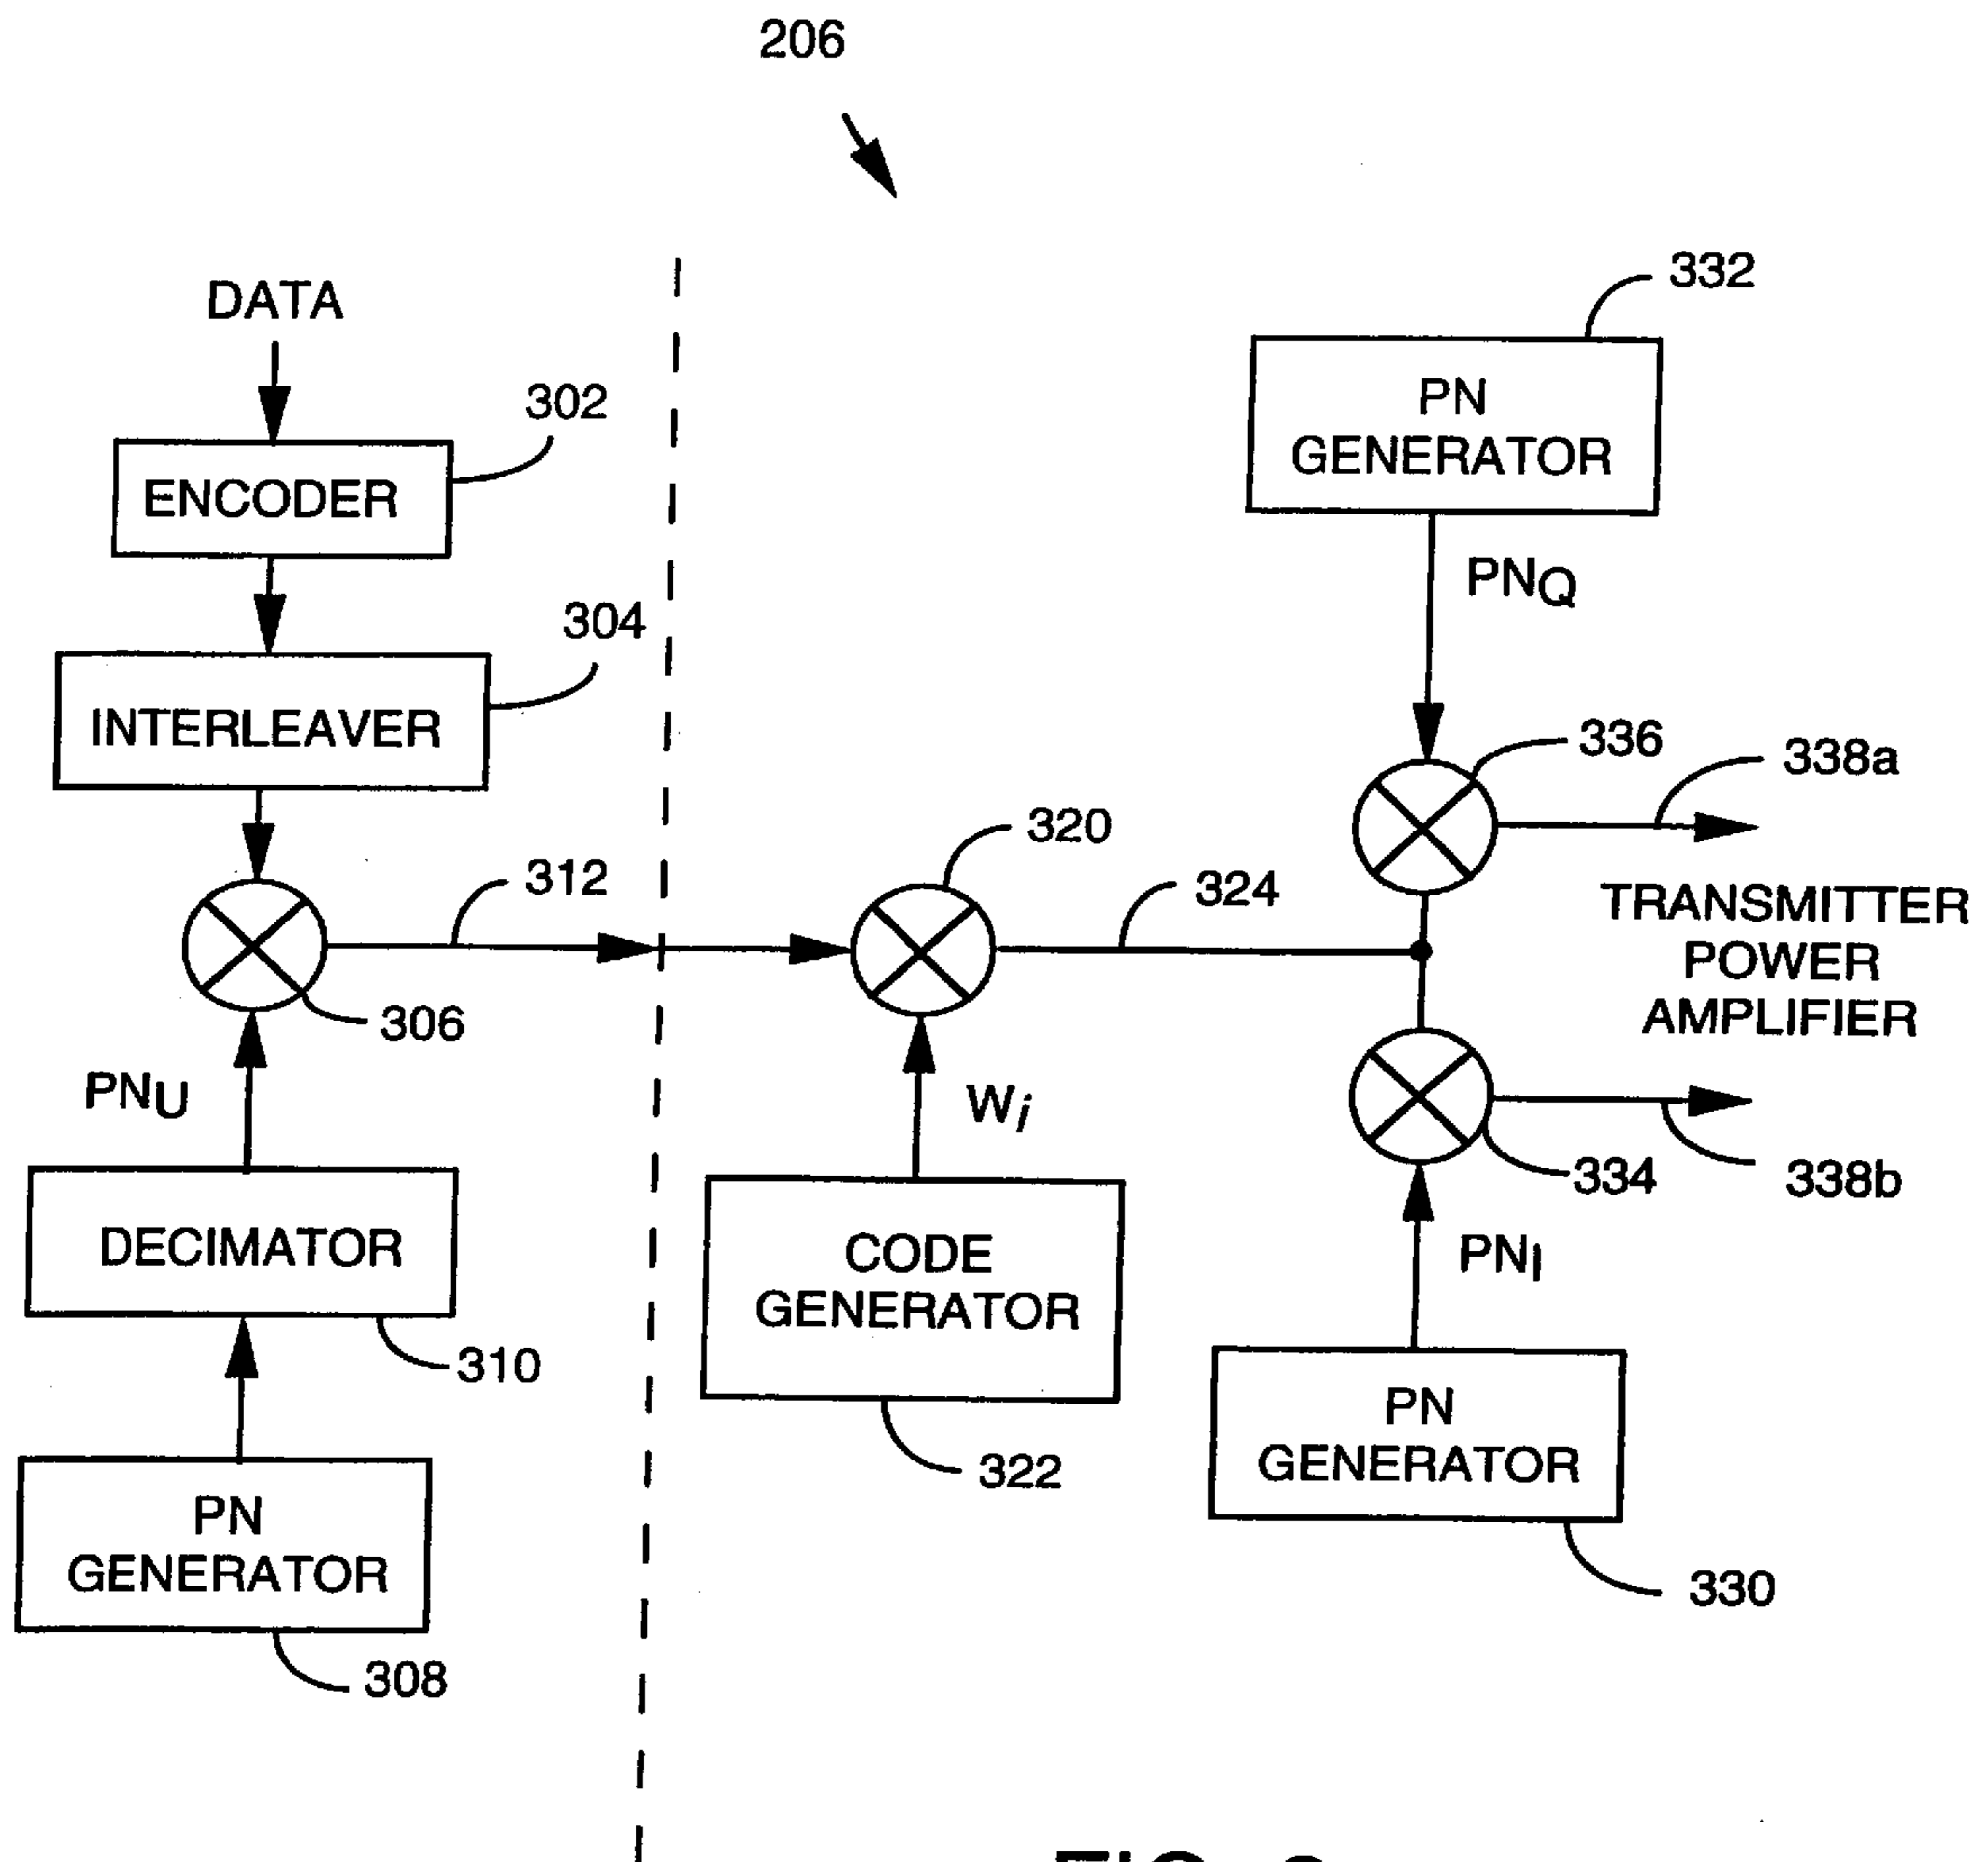 206
DATA
332
PN
GENERATOR
302
ENCODER
PNQ
304
INTERLEAVER
336
338a
320
312
324
TRANSMITTER
POWER
AMPLIFIER
306
PNU
Wi
334
338b
DECIMATOR
CODE
GENERATOR
PNI
310
PN
GENERATOR
322
PN
GENERATOR
330
308